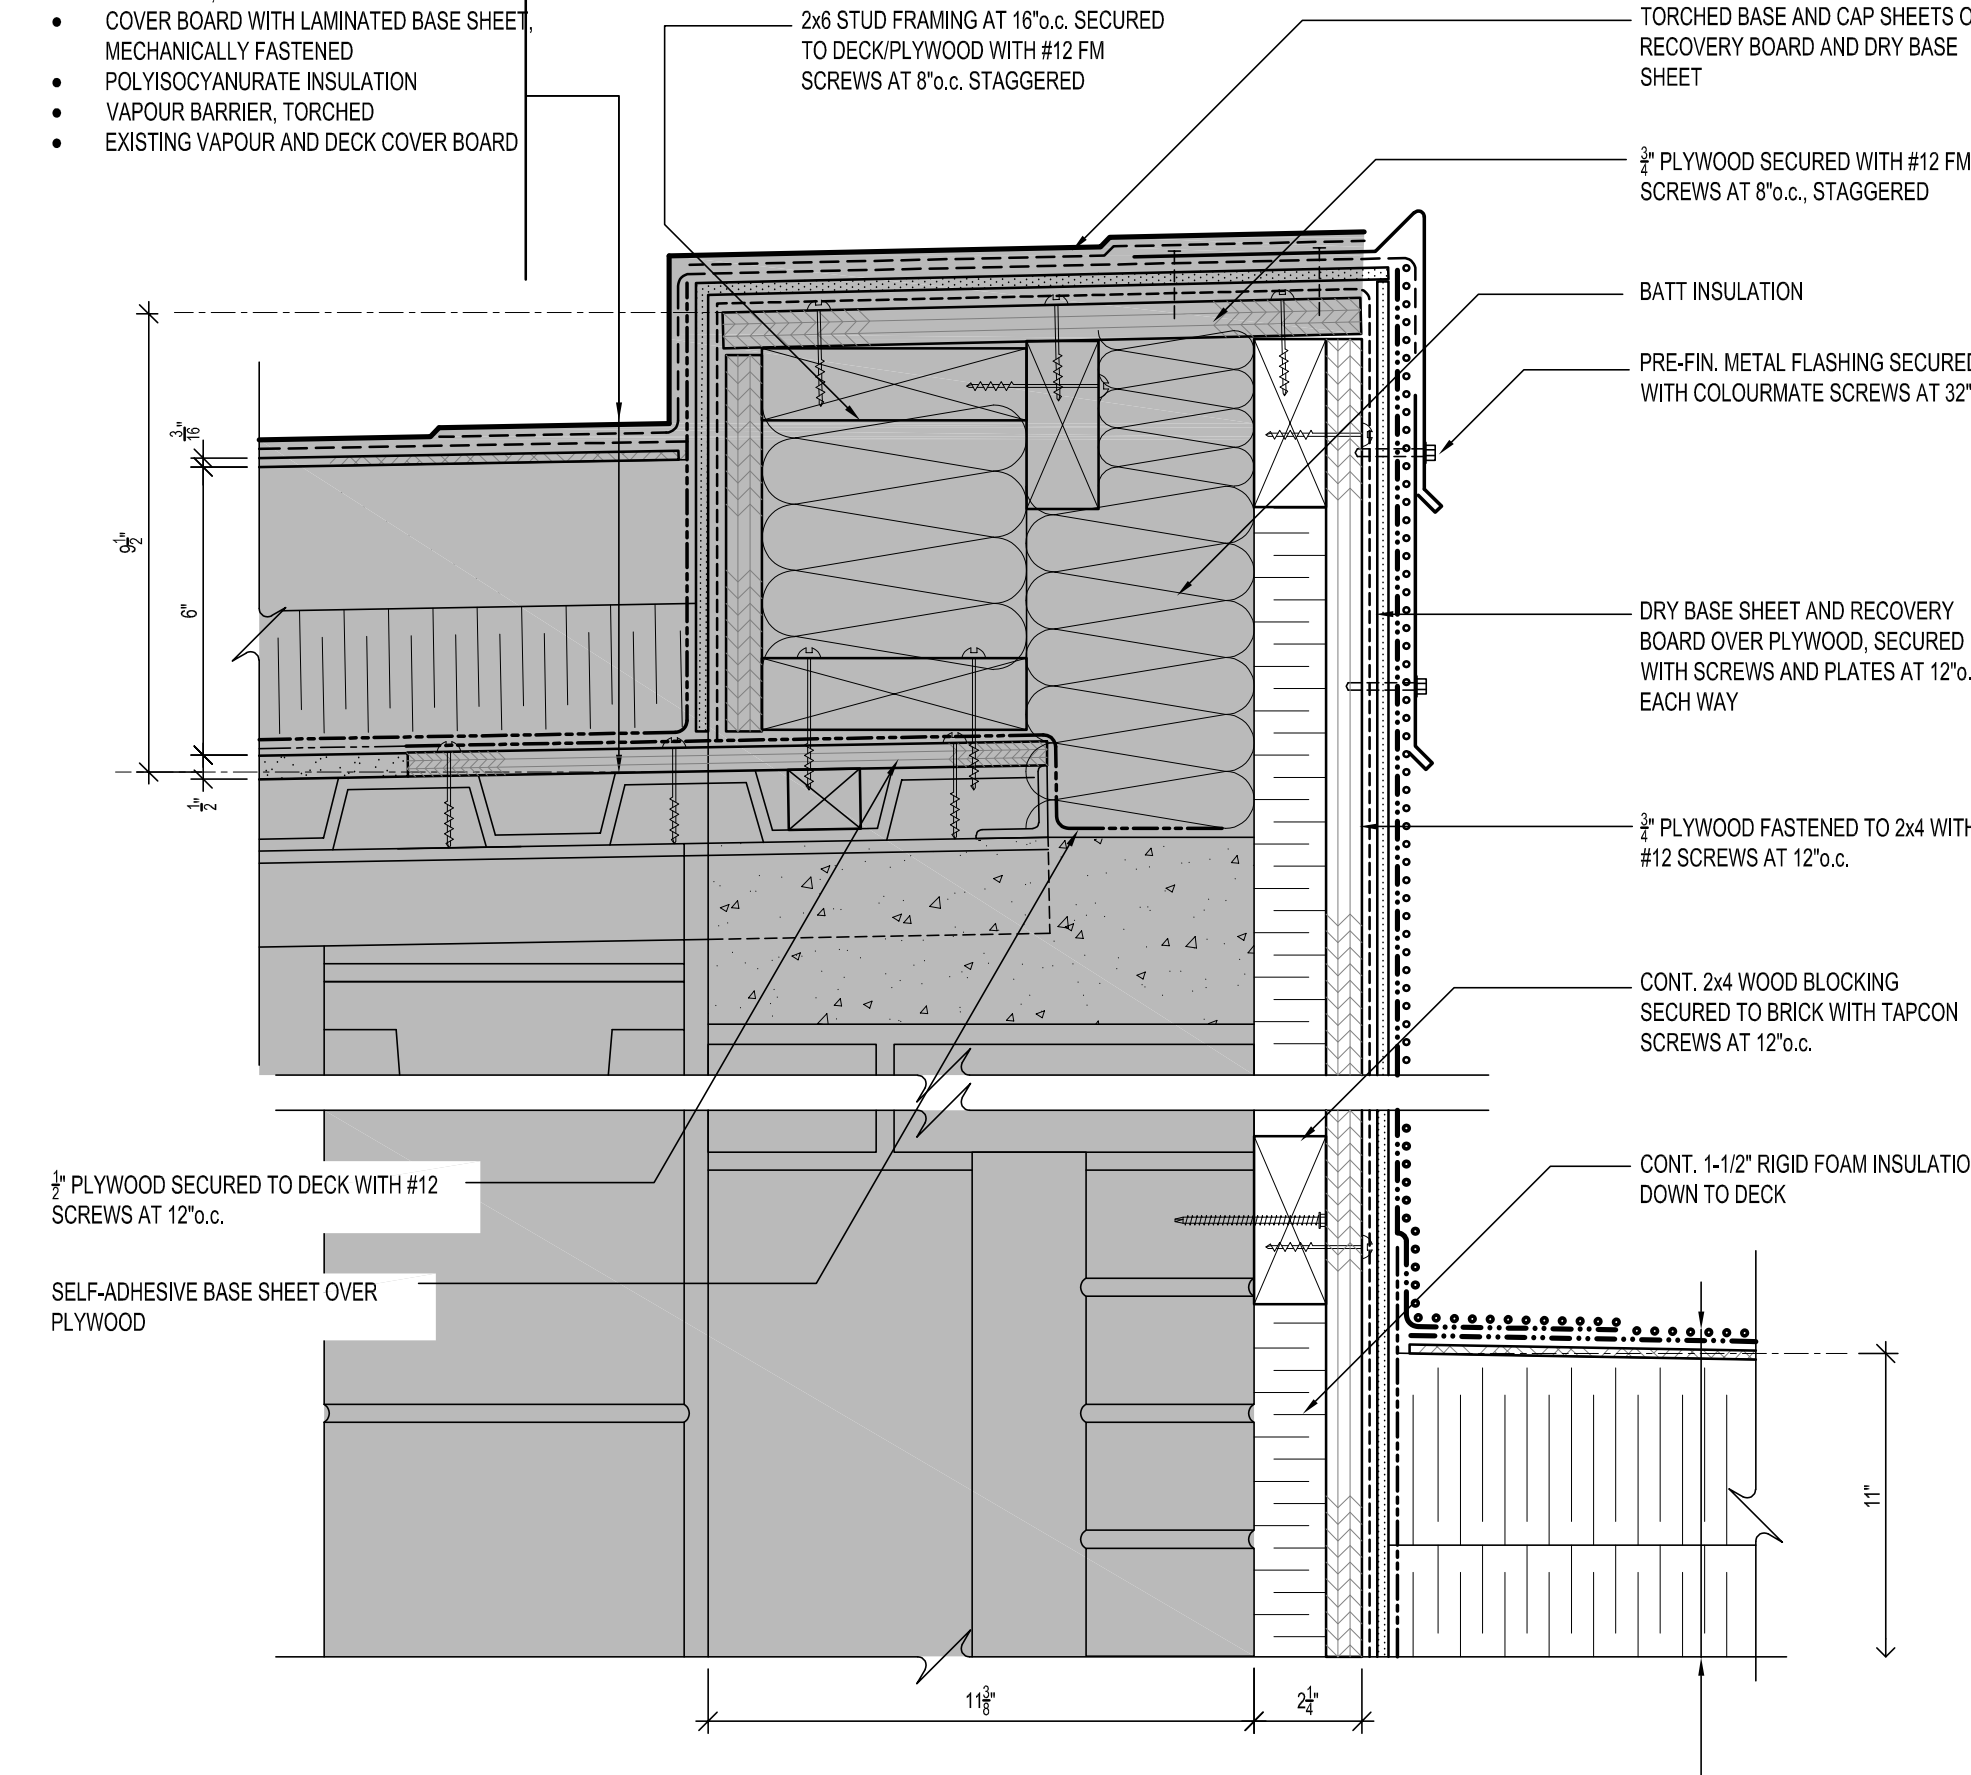 • COVER BOARD WITH LAMINATED BASE SHEET,
MECHANICALLY FASTENED
• POLYISOCYANURATE INSULATION
• VAPOUR BARRIER, TORCHED
• EXISTING VAPOUR AND DECK COVER BOARD
2x6 STUD FRAMING AT 16"o.c. SECURED
TO DECK/PLYWOOD WITH #12 FM
SCREWS AT 8"o.c. STAGGERED
TORCHED BASE AND CAP SHEETS O
RECOVERY BOARD AND DRY BASE
SHEET
3/4" PLYWOOD SECURED WITH #12 FM
SCREWS AT 8"o.c., STAGGERED
BATT INSULATION
PRE-FIN. METAL FLASHING SECURED
WITH COLOURMATE SCREWS AT 32"
DRY BASE SHEET AND RECOVERY
BOARD OVER PLYWOOD, SECURED
WITH SCREWS AND PLATES AT 12"o.
EACH WAY
3/4" PLYWOOD FASTENED TO 2x4 WITH
#12 SCREWS AT 12"o.c.
CONT. 2x4 WOOD BLOCKING
SECURED TO BRICK WITH TAPCON
SCREWS AT 12"o.c.
CONT. 1-1/2" RIGID FOAM INSULATIO
DOWN TO DECK
3/16"
9 1/2"
6"
1/2"
1/2" PLYWOOD SECURED TO DECK WITH #12
SCREWS AT 12"o.c.
SELF-ADHESIVE BASE SHEET OVER
PLYWOOD
11"
11 3/8"
2 1/4"